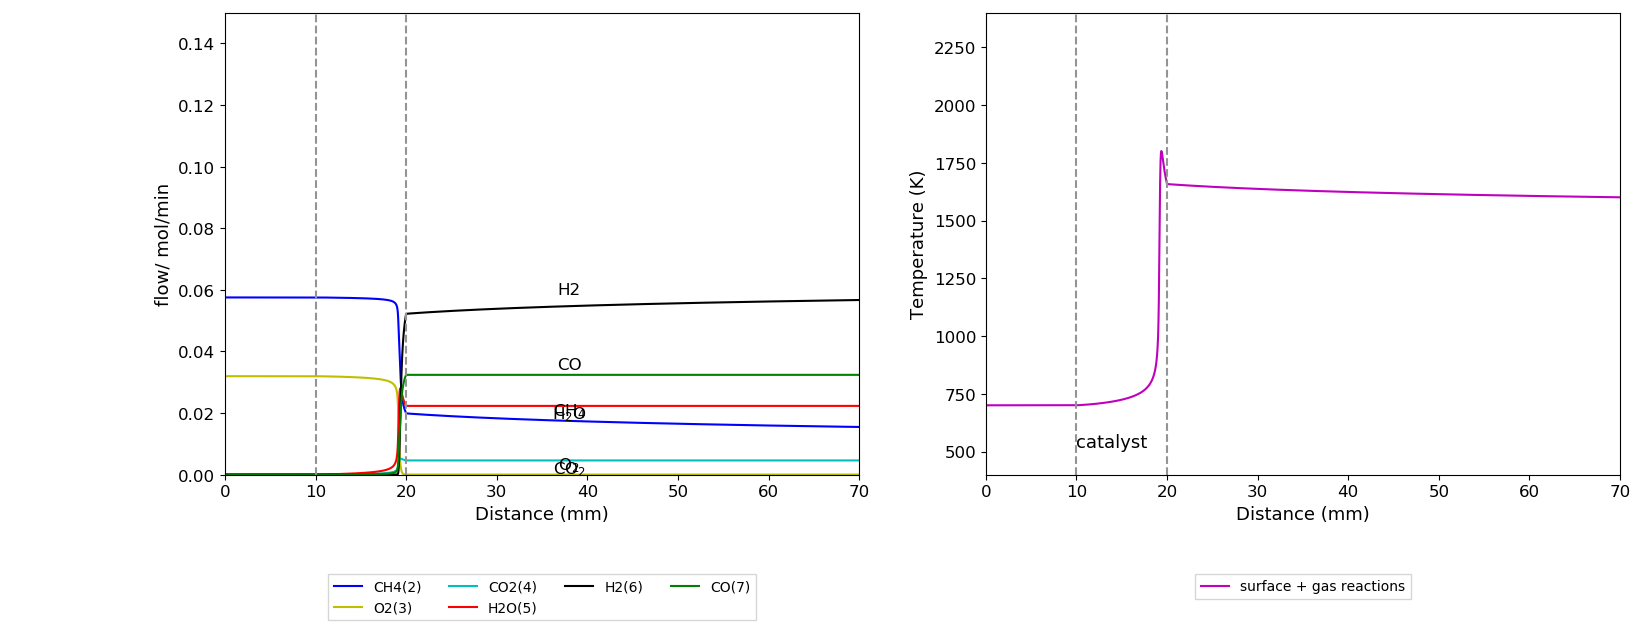 0.14
0.12
0.10
0.08
0.06
0.04
0.02
0.00
flow/ mol/min
H2
CO
CH4
H2O
O2
CO2
0 10 20 30 40 50 60 70
Distance (mm)
CH4(2) CO2(4) H2(6) CO(7)
O2(3) H2O(5)
2250
2000
1750
1500
1250
1000
750
500
Temperature (K)
catalyst
0 10 20 30 40 50 60 70
Distance (mm)
surface + gas reactions